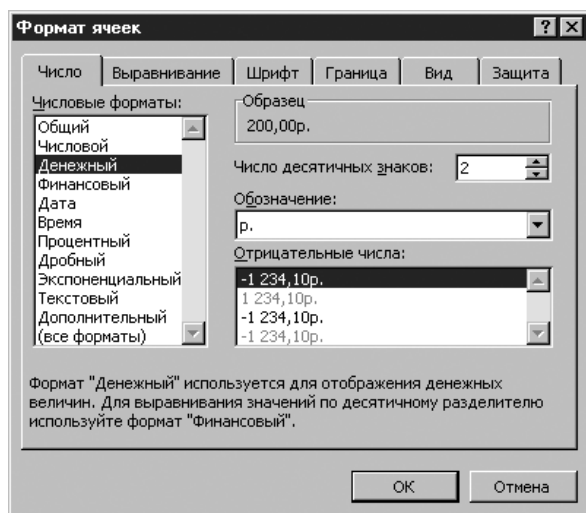 Формат ячеек
Число
Выравнивание
Шрифт
Граница
Вид
Защита
Числовые форматы:
Общий
Числовой
Денежный
Финансовый
Дата
Время
Процентный
Дробный
Экспоненциальный
Текстовый
Дополнительный
(все форматы)
Образец
200,00р.
Число десятичных знаков:
2
Обозначение:
р.
Отрицательные числа:
-1 234,10р.
1 234,10р.
-1 234,10р.
-1 234,10р.
Формат "Денежный" используется для отображения денежных
величин. Для выравнивания значений по десятичному разделителю
используйте формат "Финансовый".
OK
Отмена